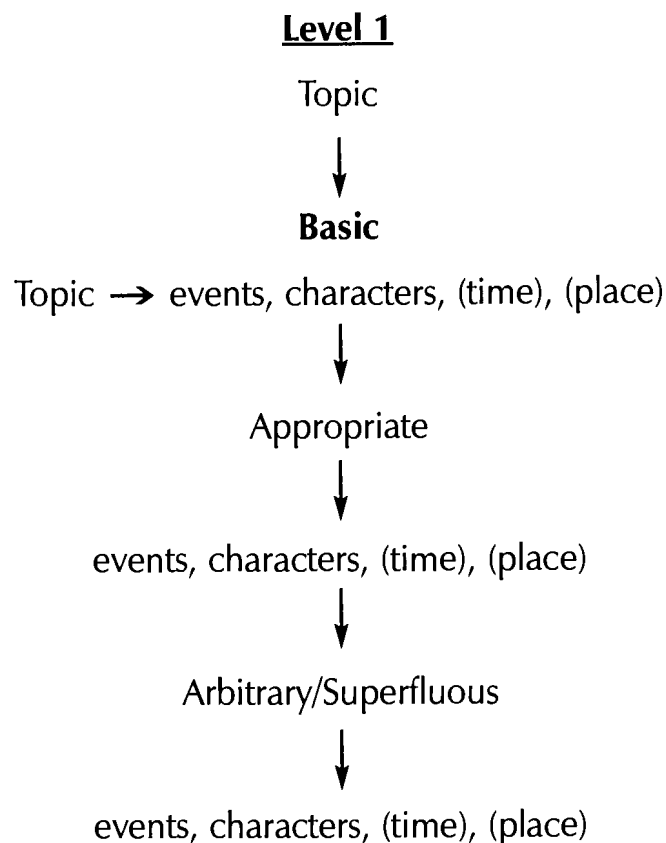 Level 1
Topic
Basic
Topic → events, characters, (time), (place)
Appropriate
events, characters, (time), (place)
Arbitrary/Superfluous
events, characters, (time), (place)